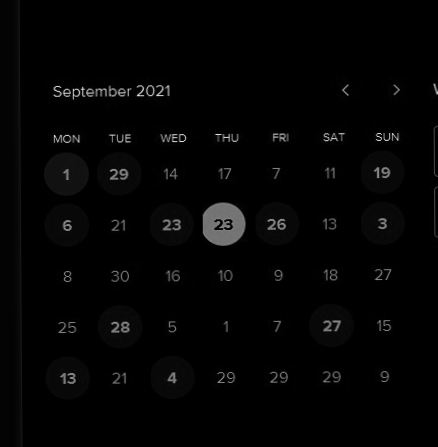 September 2021 < >
MON TUE WED THU FRI SAT SUN
1 29 14 17 7 11 19
6 21 23 23 26 13 3
8 30 16 10 9 18 27
25 28 5 1 7 27 15
13 21 4 29 29 29 9